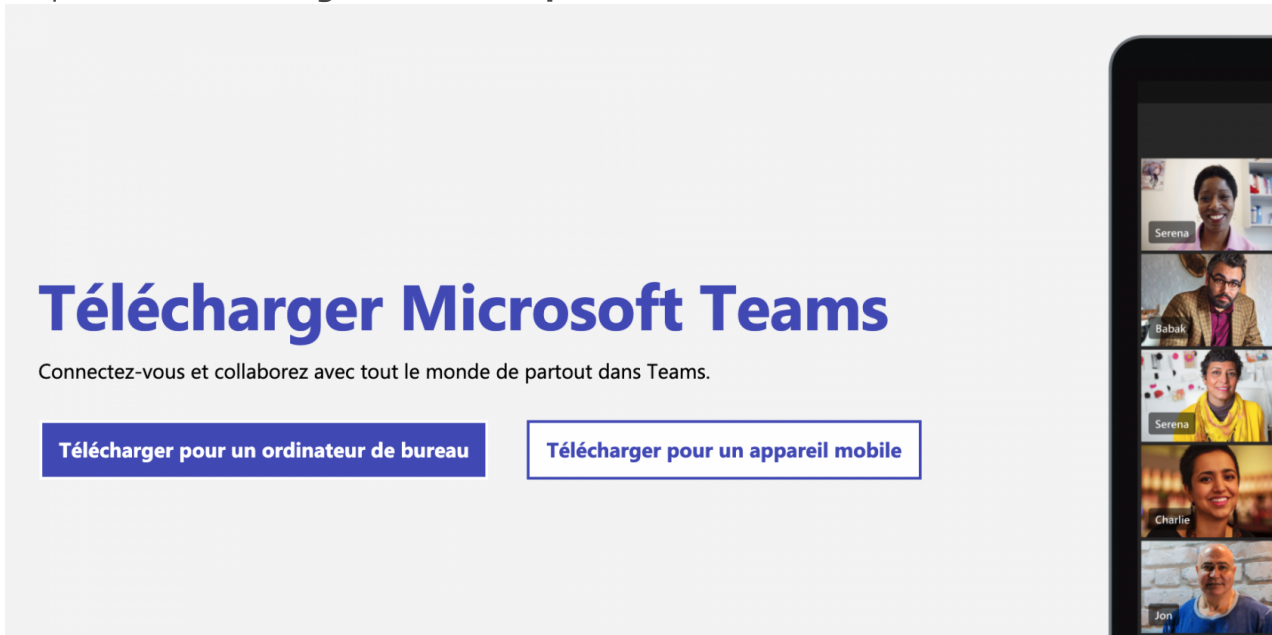 Télécharger Microsoft Teams
Connectez-vous et collaborez avec tout le monde de partout dans Teams.
Télécharger pour un ordinateur de bureau
Télécharger pour un appareil mobile
Serena
Babak
Serena
Charlie
Jon